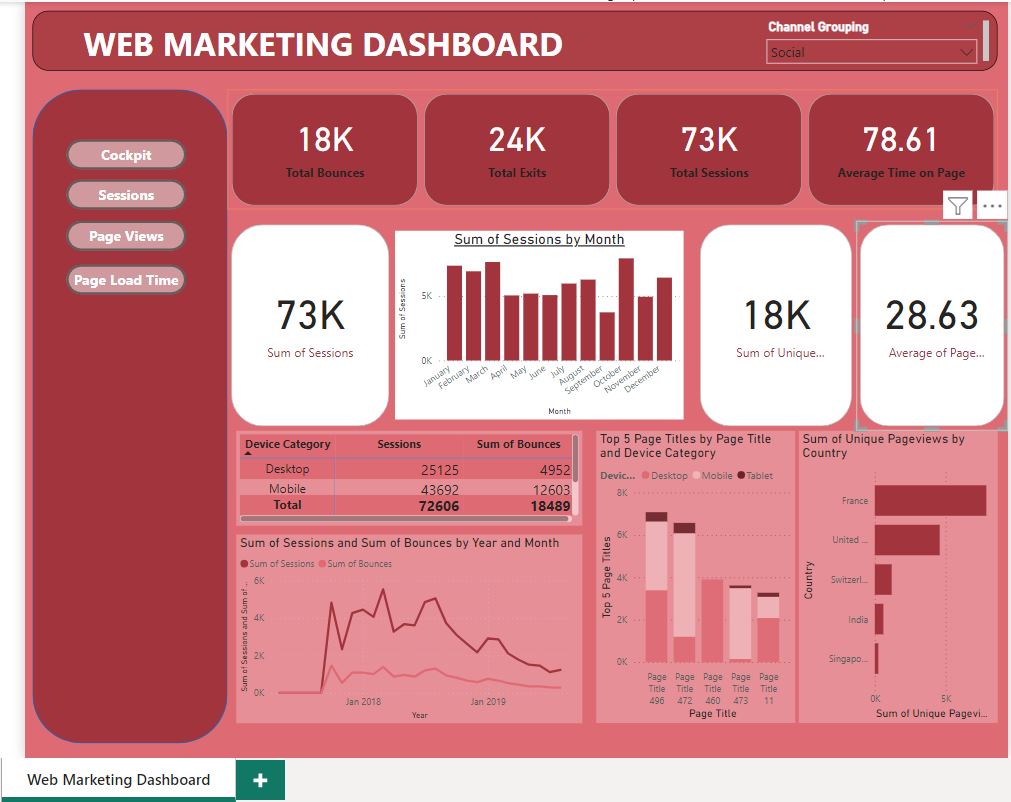 WEB MARKETING DASHBOARD
Channel Grouping
Social
Cockpit
Sessions
Page Views
Page Load Time
18K
Total Bounces
24K
Total Exits
73K
Total Sessions
78.61
Average Time on Page
73K
Sum of Sessions
Sum of Sessions by Month
Sum of Sessions
5K
0K
January
February
March
April
May
June
July
August
September
October
November
December
Month
18K
Sum of Unique...
28.63
Average of Page...
Device Category Sessions Sum of Bounces
Desktop 25125 4952
Mobile 43692 12603
Total 72606 18489
Sum of Sessions and Sum of Bounces by Year and Month
Sum of Sessions Sum of Bounces
Sum of Sessions and Sum of ...
6K
4K
2K
0K
Jan 2018 Jan 2019
Year
Top 5 Page Titles by Page Title
and Device Category
Devic... Desktop Mobile Tablet
Top 5 Page Titles
8K
6K
4K
2K
0K
Page Title 496
Page Title 472
Page Title 460
Page Title 473
Page Title 11
Page Title
Sum of Unique Pageviews by
Country
Country
France
United ...
Switzerl...
India
Singapo...
0K 5K
Sum of Unique Pagevi...
Web Marketing Dashboard
+